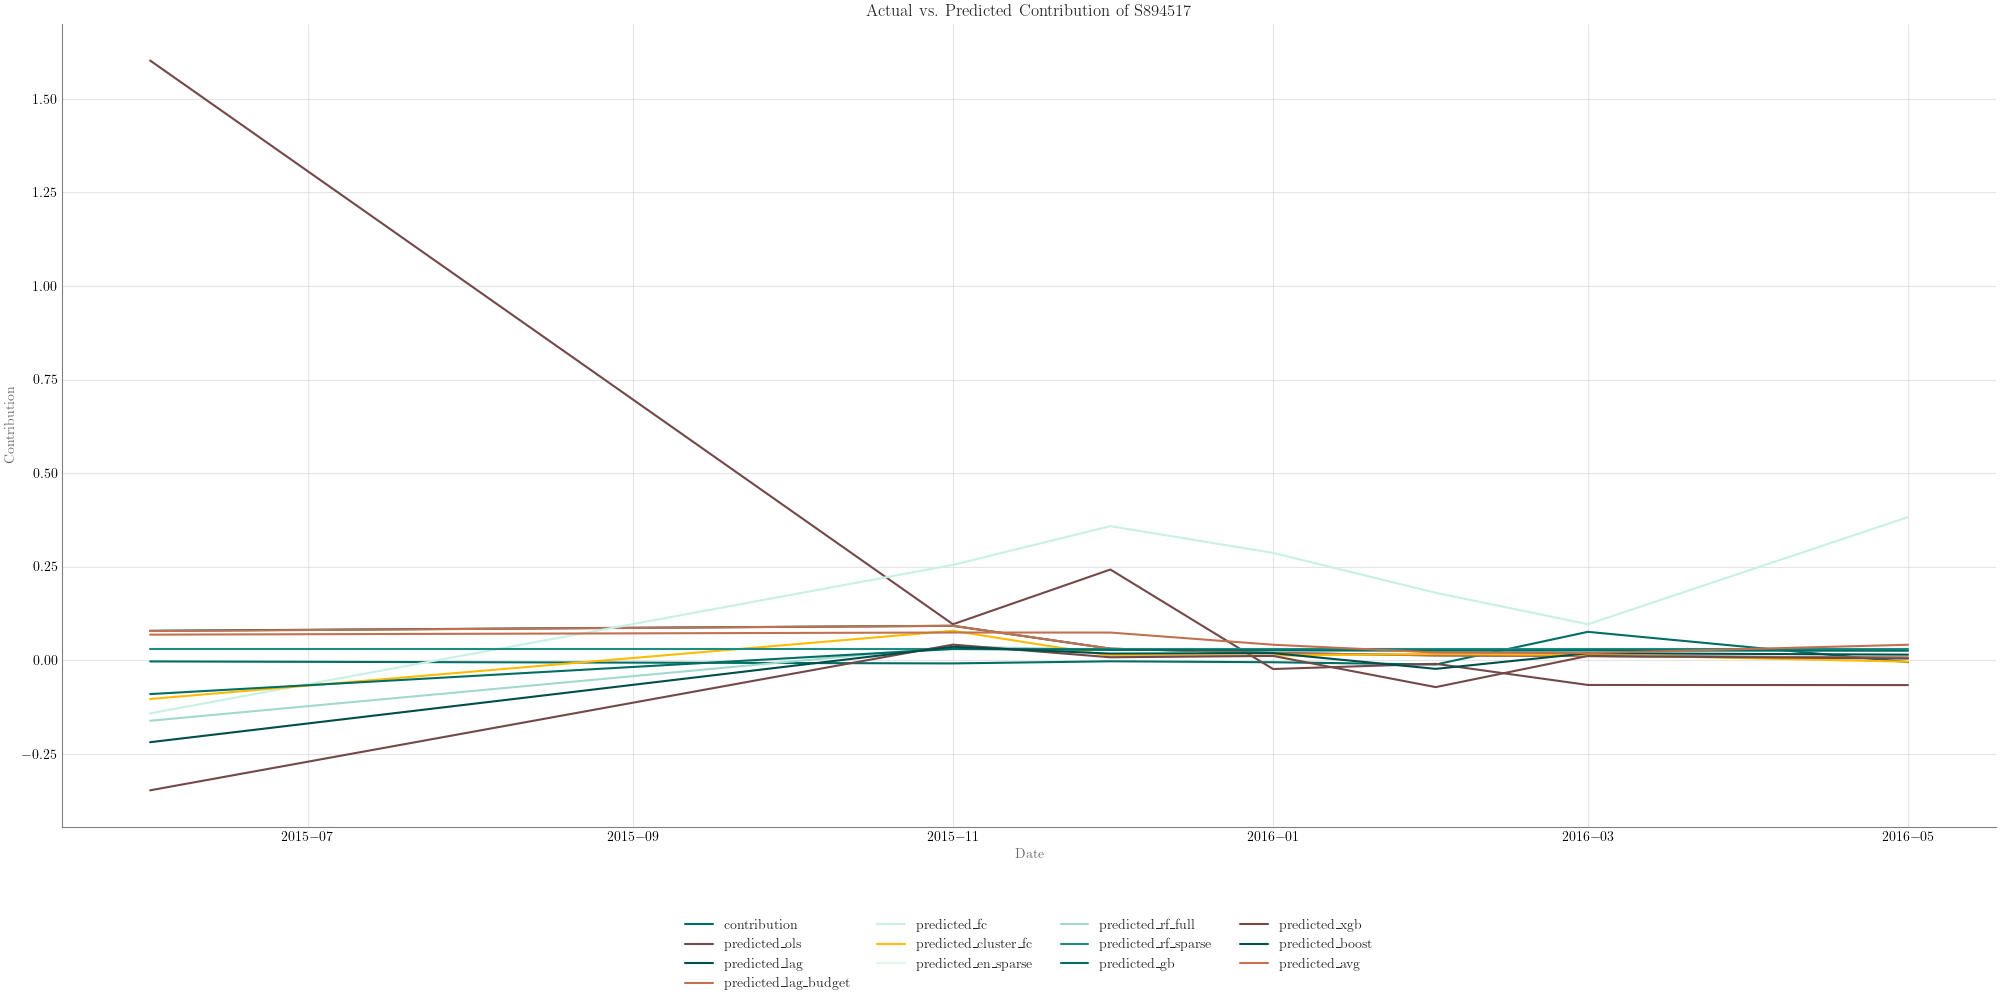 Actual vs. Predicted Contribution of S894517
Contribution
1.50
1.25
1.00
0.75
0.50
0.25
0.00
−0.25
2015−07 2015−09 2015−11 2016−01 2016−03 2016−05
Date
contribution predicted_fc predicted_rf_full predicted_xgb
predicted_ols predicted_cluster_fc predicted_rf_sparse predicted_boost
predicted_lag predicted_en_sparse predicted_gb predicted_avg
predicted_lag_budget